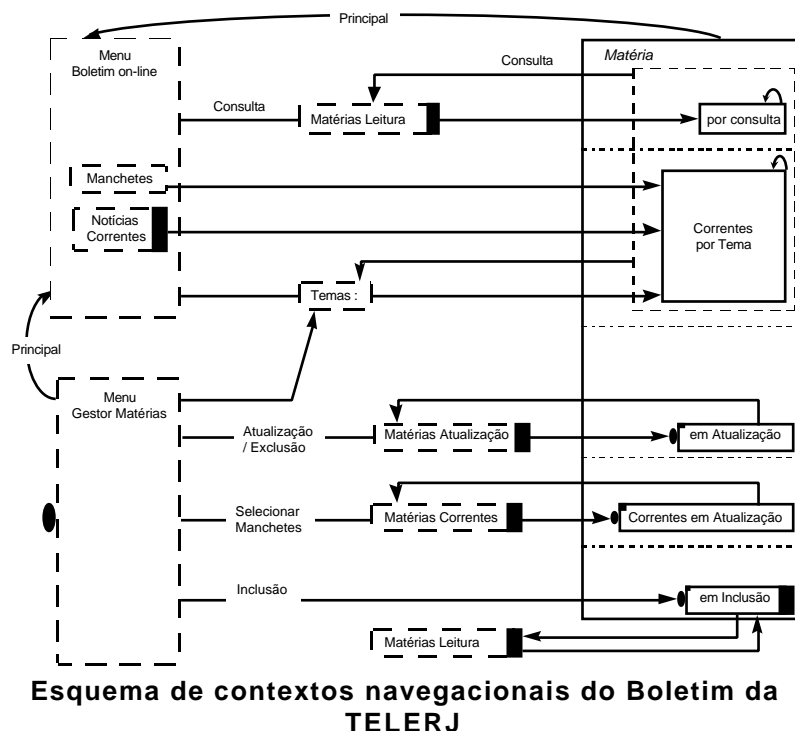 Principal
Menu
Boletim on-line
Matéria
Consulta
Consulta
Matérias Leitura
por consulta
Manchetes
Notícias
Correntes
Correntes
por Tema
Temas :
Principal
Menu
Gestor Matérias
Atualização
/ Exclusão
Matérias Atualização
em Atualização
Selecionar
Manchetes
Matérias Correntes
Correntes em Atualização
Inclusão
em Inclusão
Matérias Leitura
Esquema de contextos navegacionais do Boletim da
TELERJ